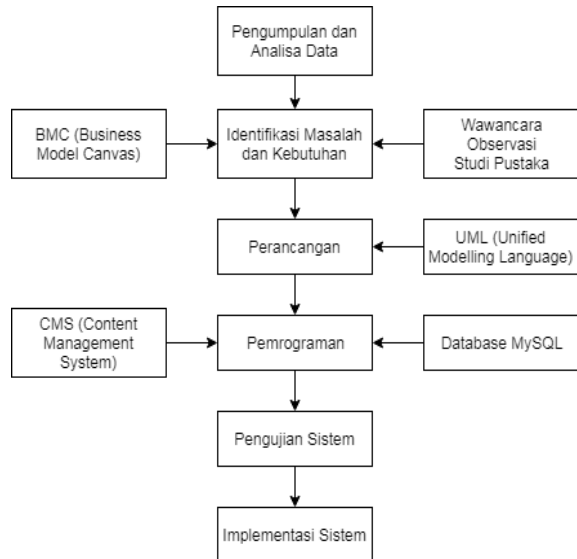 Pengumpulan dan
Analisa Data
BMC (Business
Model Canvas)
Identifikasi Masalah
dan Kebutuhan
Wawancara
Observasi
Studi Pustaka
Perancangan
UML (Unified
Modelling Language)
CMS (Content
Management
System)
Pemrograman
Database MySQL
Pengujian Sistem
Implementasi Sistem